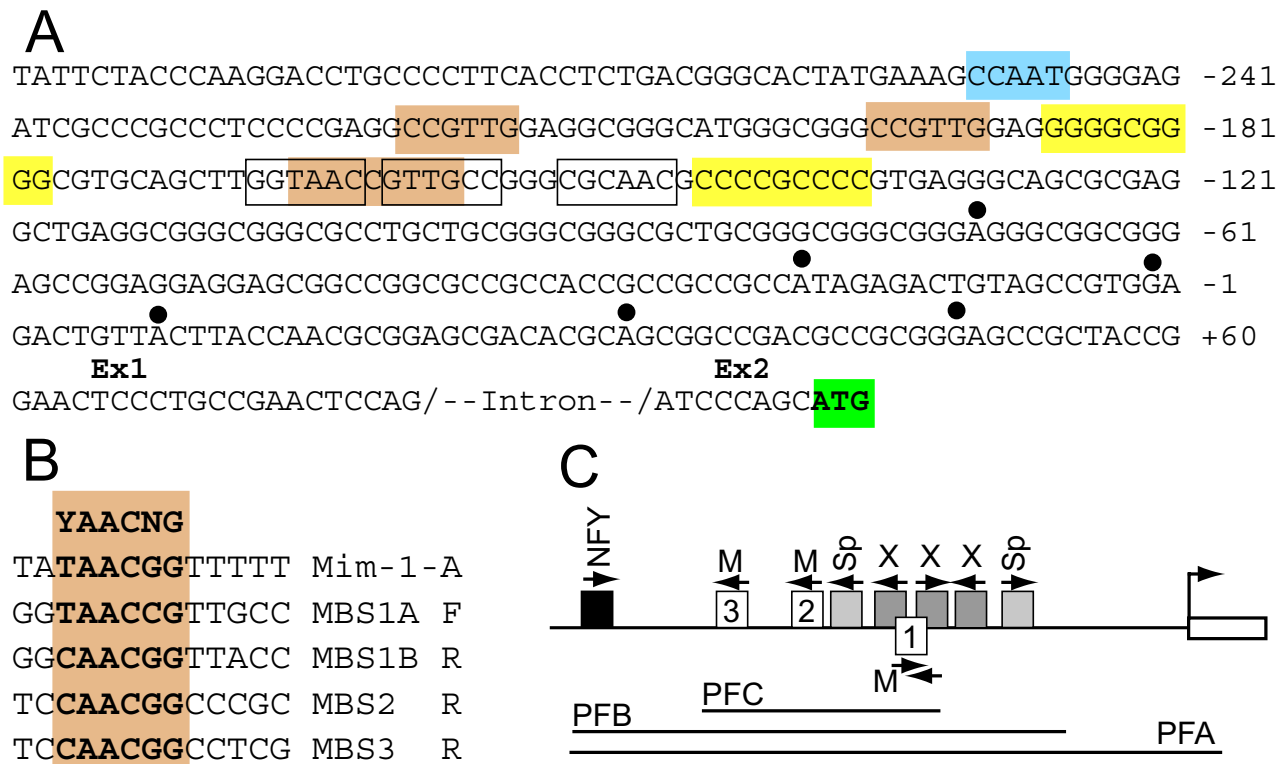 A
TATTCTACCCAAGGACCTGCCCCTTCACCTCTGACGGGCACTATGAAAGCCAATGGGGAG -241
ATCGCCCGCCCTCCCCGAGGCCGTTGGAGGCGGGCATGGGCGGGCCGTTGGAGGGGGCGG -181
GGCGTGCAGCTTGGTAACCGTTGCCGGGCGCAACGCCCCGCCCCGTGAGGGCAGCGCGAG -121
GCTGAGGCGGGCGGGCGCCTGCTGCGGGCGGGCGCTGCGGGCGGGCGGGAGGGCGGCGGG -61
AGCCGGAGGAGGAGCGGCCGGCGCCGCCACCGCCGCCGCCATAGAGACTGTAGCCGTGGA -1
GACTGTTACTTACCAACGCGGAGCGACACGCAGCGGCCGACGCCGCGGGAGCCGCTACCG +60
Ex1 Ex2
GAACTCCCTGCCGAACTCCAG/--Intron--/ATCCCAGCATG
B
YAACNG
TATAACGGTTTTT Mim-1-A
GGTAACCGTTGCC MBS1A F
GGCAACGGTTACC MBS1B R
TCCAACGGCCCGC MBS2 R
TCCAACGGCCTCG MBS3 R
C
NFY M M Sp X X X Sp
3 2 1
M
PFC
PFB
PFA